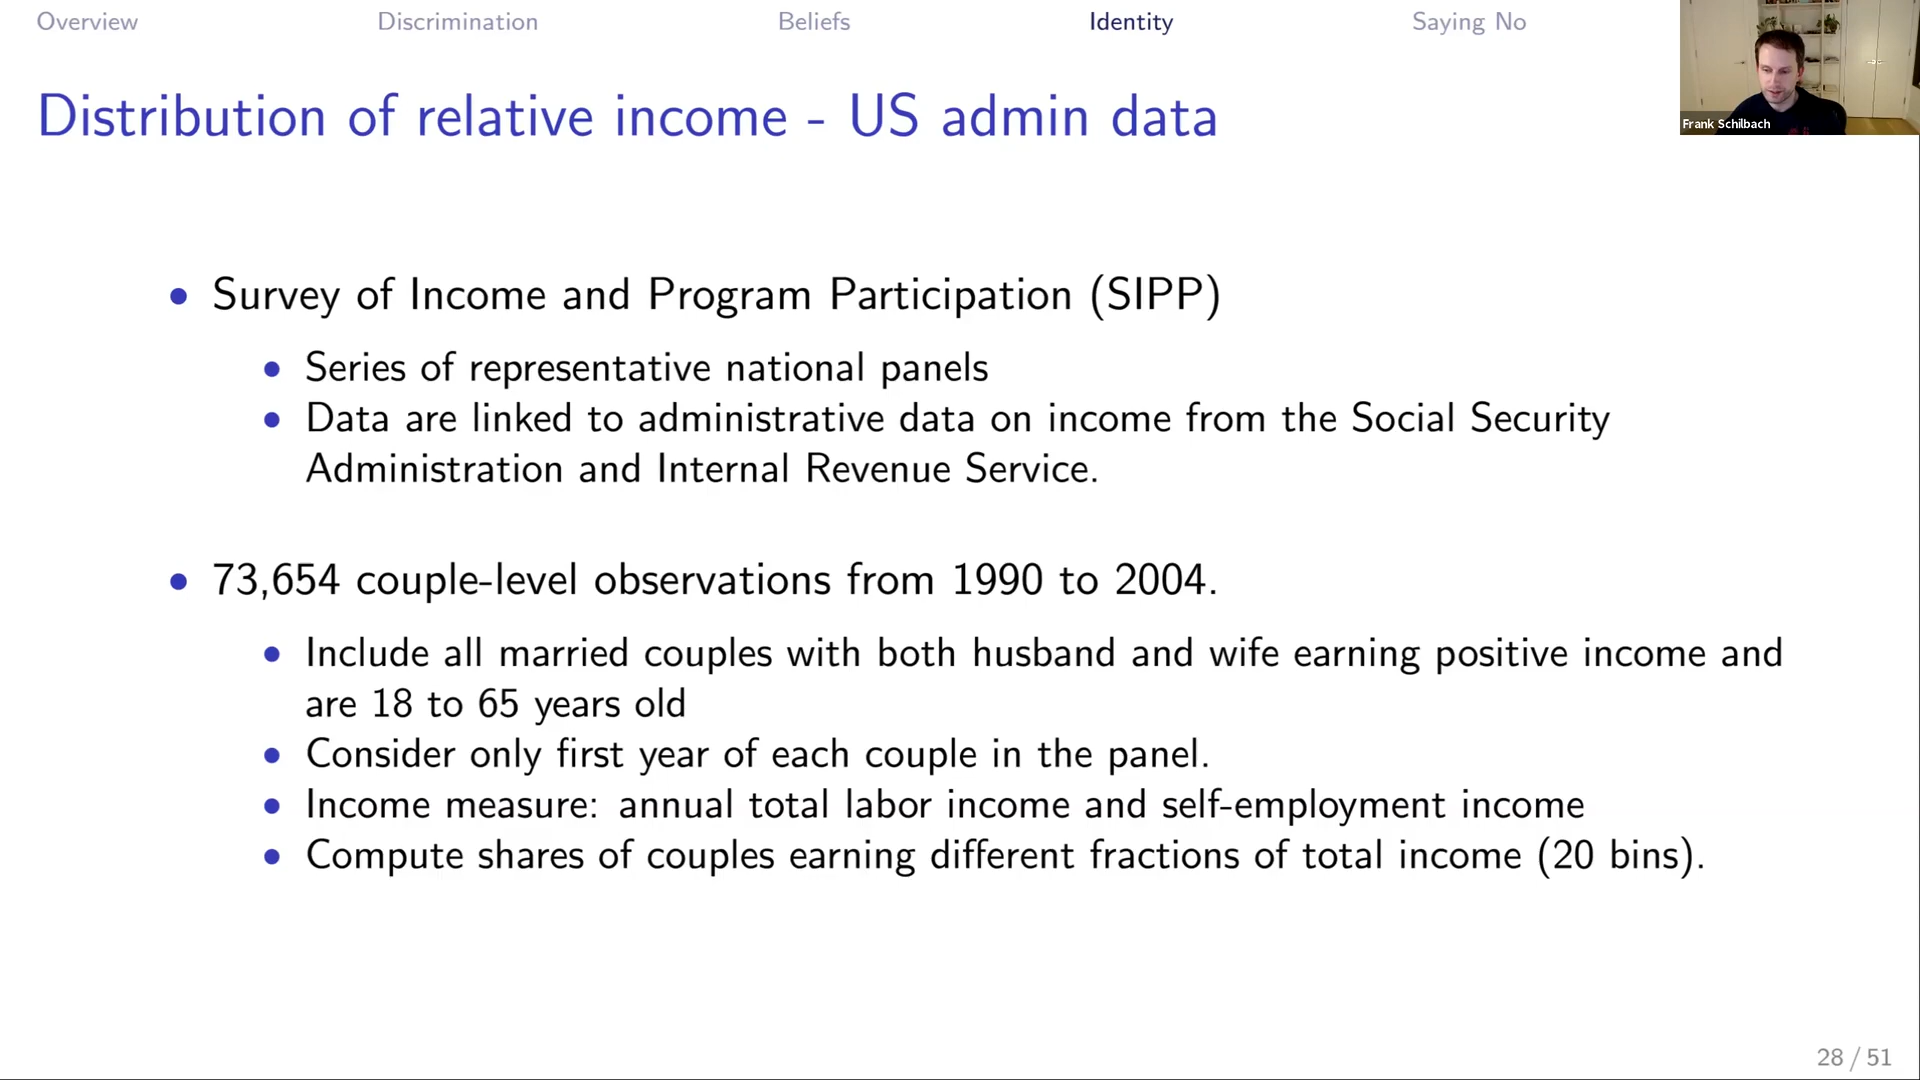 Overview Discrimination Beliefs Identity Saying No
Frank Schilbach
Distribution of relative income - US admin data
• Survey of Income and Program Participation (SIPP)
• Series of representative national panels
• Data are linked to administrative data on income from the Social Security
Administration and Internal Revenue Service.
• 73,654 couple-level observations from 1990 to 2004.
• Include all married couples with both husband and wife earning positive income and
are 18 to 65 years old
• Consider only first year of each couple in the panel.
• Income measure: annual total labor income and self-employment income
• Compute shares of couples earning different fractions of total income (20 bins).
28 / 51